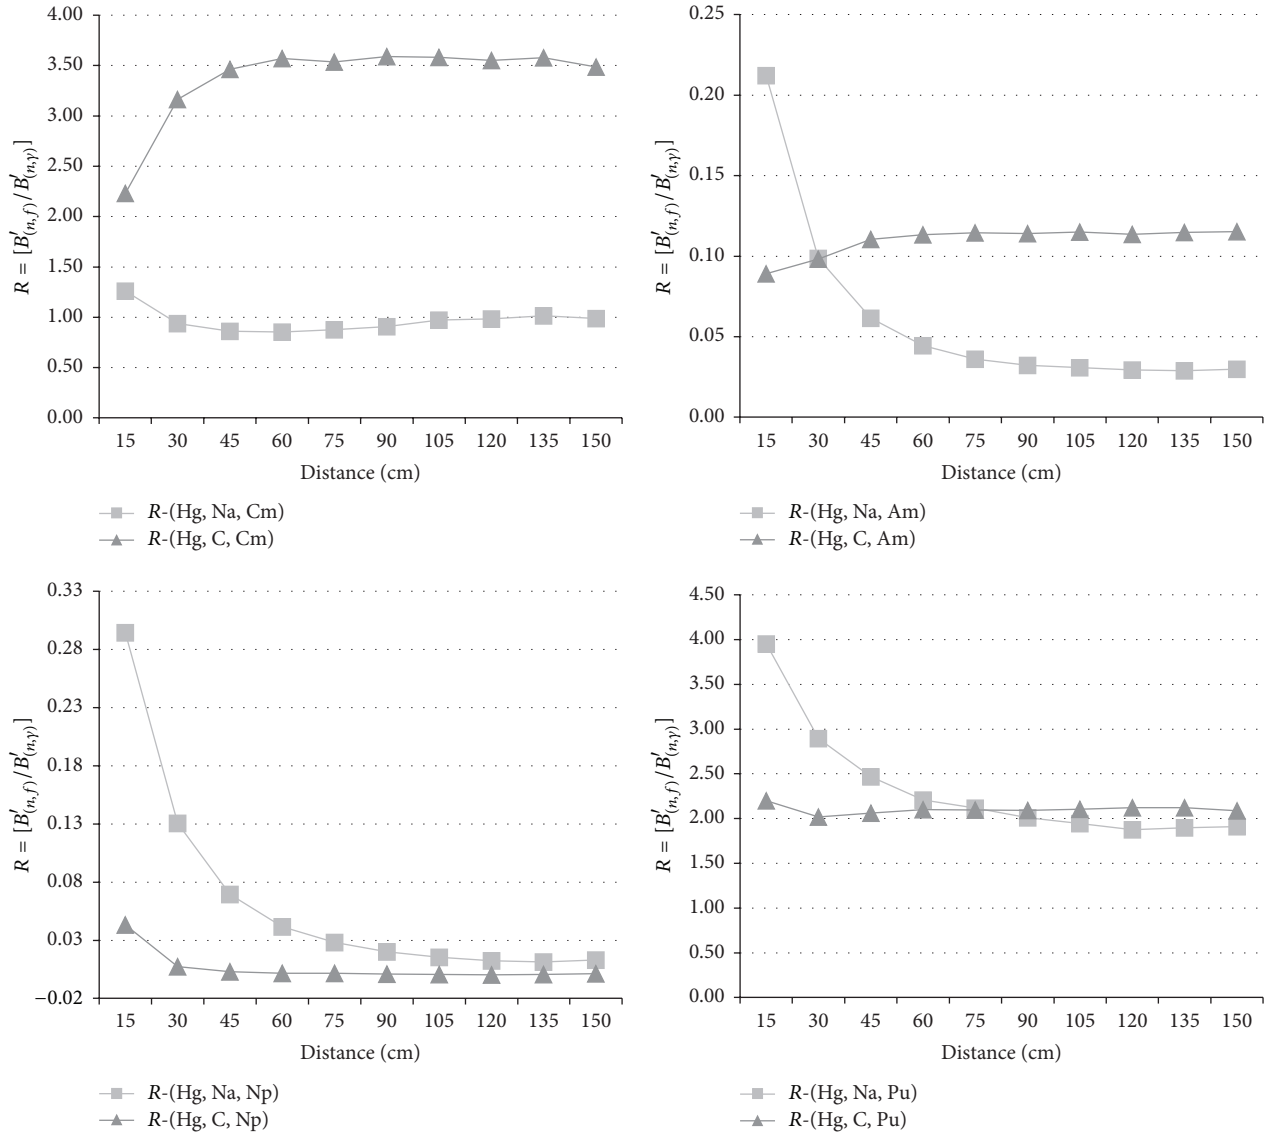 4.00
3.50
3.00
2.50
2.00
1.50
1.00
0.50
0.00
R = [B′(n,f)/B′(n,γ)]
15 30 45 60 75 90 105 120 135 150
Distance (cm)
R-(Hg, Na, Cm)
R-(Hg, C, Cm)
0.25
0.20
0.15
0.10
0.05
0.00
R = [B′(n,f)/B′(n,γ)]
15 30 45 60 75 90 105 120 135 150
Distance (cm)
R-(Hg, Na, Am)
R-(Hg, C, Am)
0.33
0.28
0.23
0.18
0.13
0.08
0.03
−0.02
R = [B′(n,f)/B′(n,γ)]
15 30 45 60 75 90 105 120 135 150
Distance (cm)
R-(Hg, Na, Np)
R-(Hg, C, Np)
4.50
4.00
3.50
3.00
2.50
2.00
1.50
1.00
0.50
0.00
R = [B′(n,f)/B′(n,γ)]
15 30 45 60 75 90 105 120 135 150
Distance (cm)
R-(Hg, Na, Pu)
R-(Hg, C, Pu)